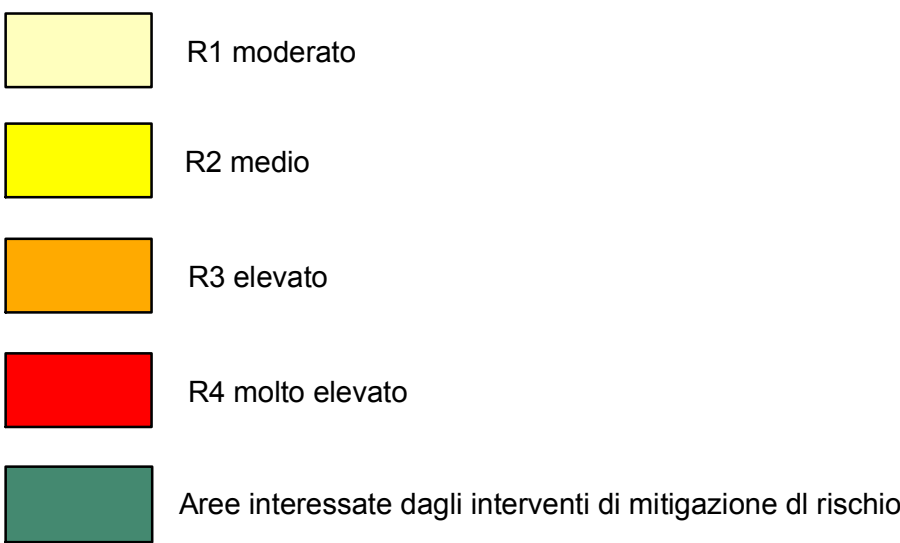 R1 moderato
R2 medio
R3 elevato
R4 molto elevato
Aree interessate dagli interventi di mitigazione dl rischio